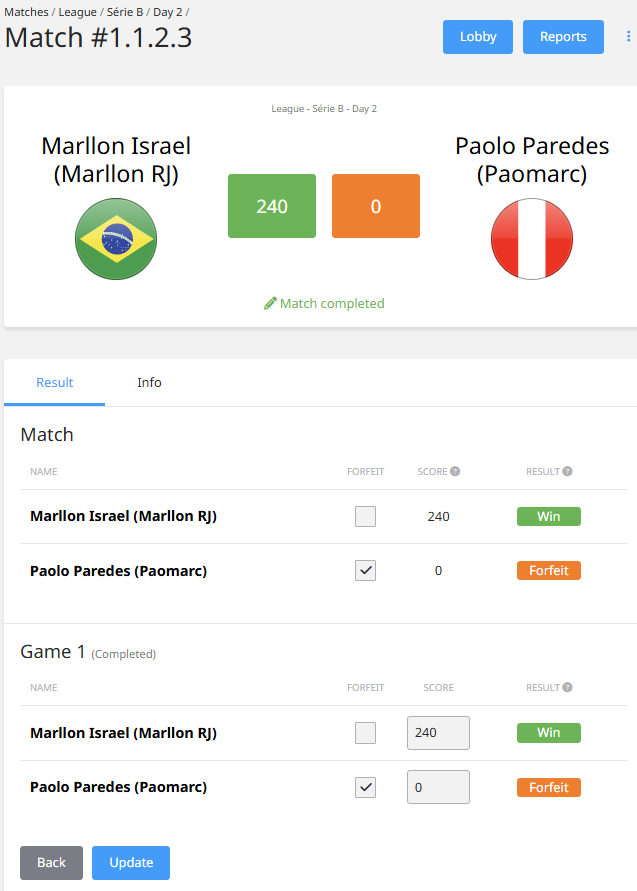 Matches / League / Série B / Day 2 /
Match #1.1.2.3
Lobby
Reports
League - Série B - Day 2
Marllon Israel
(Marllon RJ)
240
0
Paolo Paredes
(Paomarc)
Match completed
Result Info
Match
NAME FORFEIT SCORE ? RESULT ?
Marllon Israel (Marllon RJ) 240 Win
Paolo Paredes (Paomarc) 0 Forfeit
Game 1 (Completed)
NAME FORFEIT SCORE RESULT ?
Marllon Israel (Marllon RJ) 240 Win
Paolo Paredes (Paomarc) 0 Forfeit
Back Update